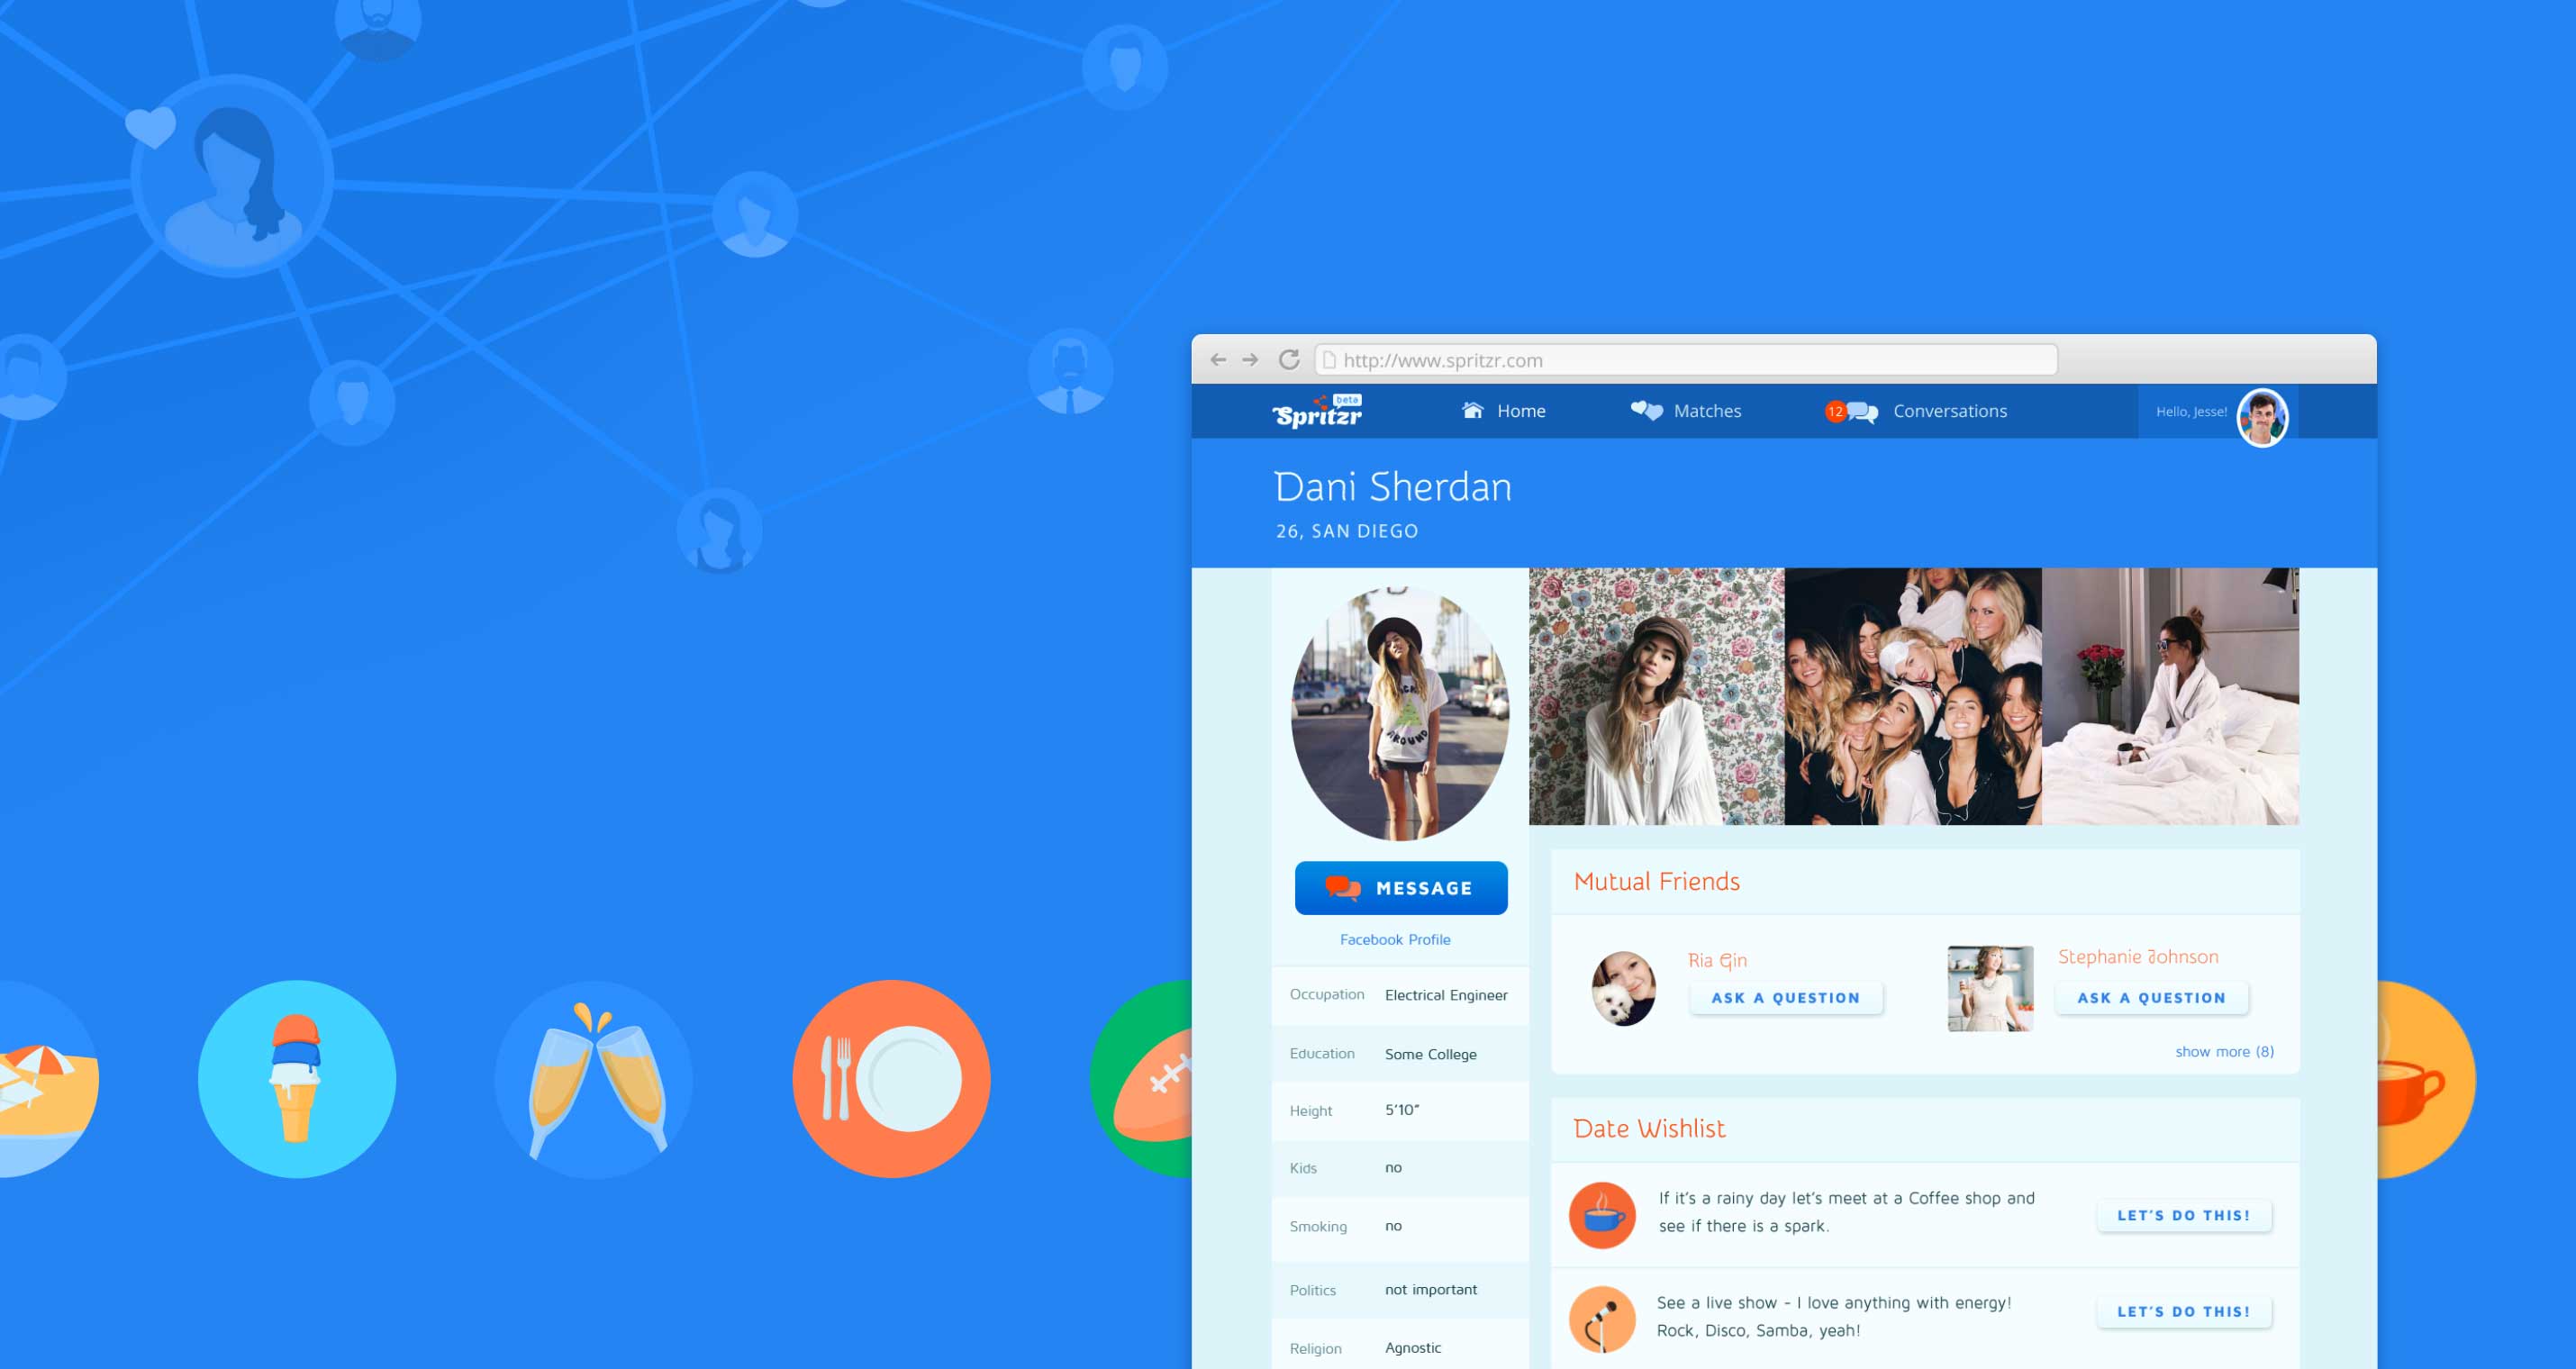 http://www.spritzr.com
Spritzr beta
Home
Matches
12
Conversations
Hello, Jesse!
Dani Sherdan
26, SAN DIEGO
MESSAGE
Facebook Profile
Occupation Electrical Engineer
Education Some College
Height 5'10"
Kids no
Smoking no
Politics not important
Religion Agnostic
Mutual Friends
Ria Gin
ASK A QUESTION
Stephanie Johnson
ASK A QUESTION
show more (8)
Date Wishlist
If it's a rainy day let's meet at a Coffee shop and
see if there is a spark.
LET'S DO THIS!
See a live show - I love anything with energy!
Rock, Disco, Samba, yeah!
LET'S DO THIS!